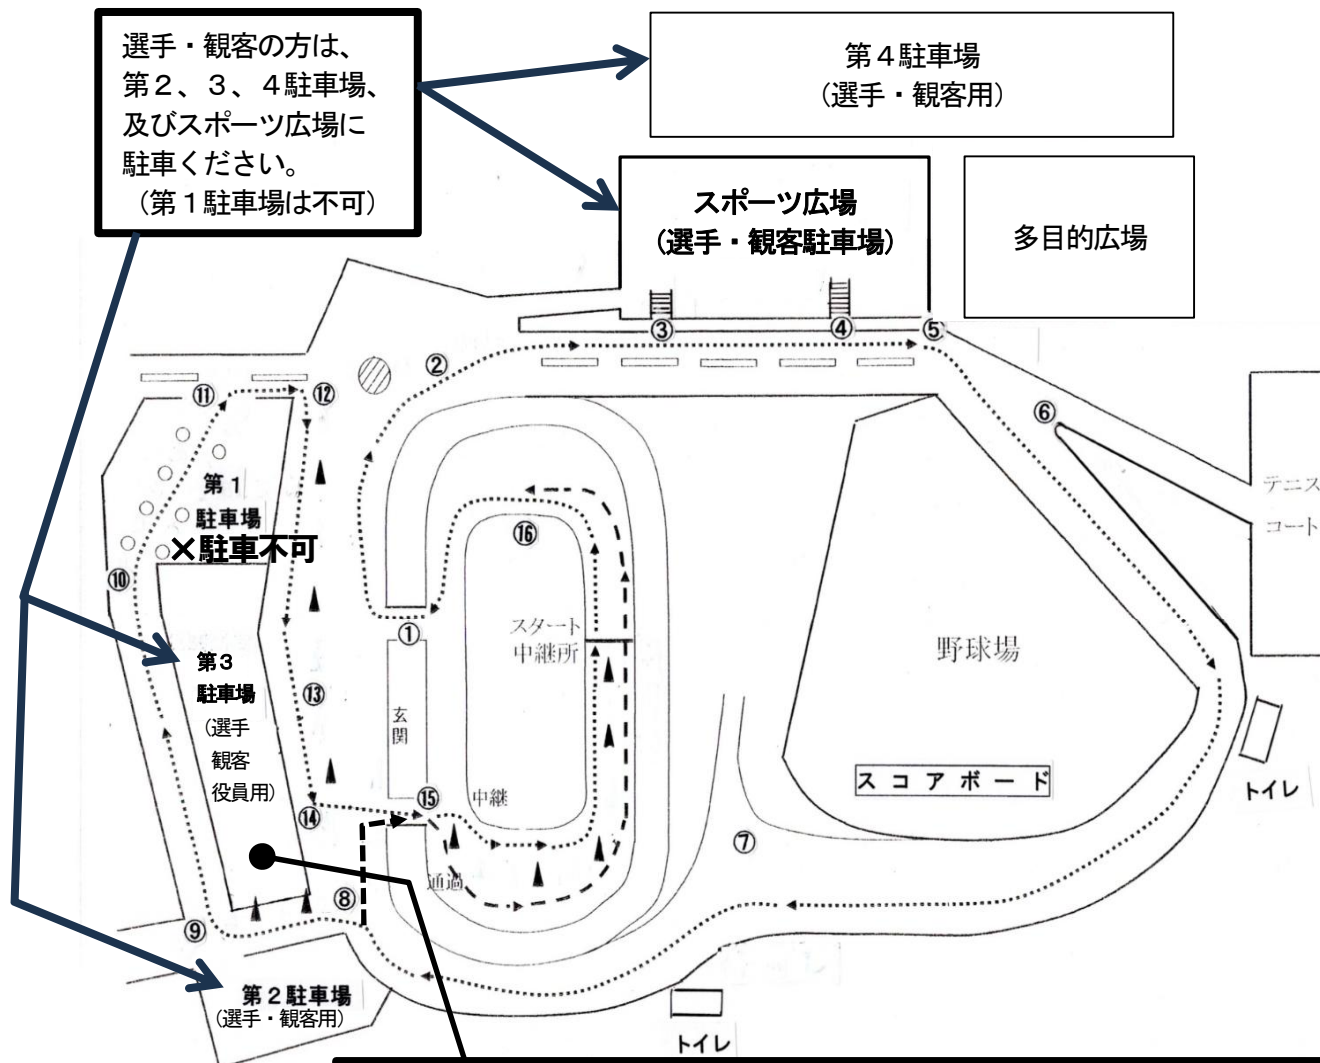 選手・観客の方は、
第２、３、４駐車場、
及びスポーツ広場に
駐車ください。
（第１駐車場は不可）
第４駐車場
（選手・観客用）
スポーツ広場
（選手・観客駐車場）
多目的広場
③
④
⑤
②
⑪
⑫
⑥
第１
駐車場
×駐車不可
テニス
コート
⑯
⑩
①
スタート
中継所
野球場
第３
駐車場
（選手
観客
役員用）
⑬
玄関
スコアボード
トイレ
⑭
⑮
中継
⑦
通過
⑧
⑨
第２駐車場
（選手・観客用）
トイレ